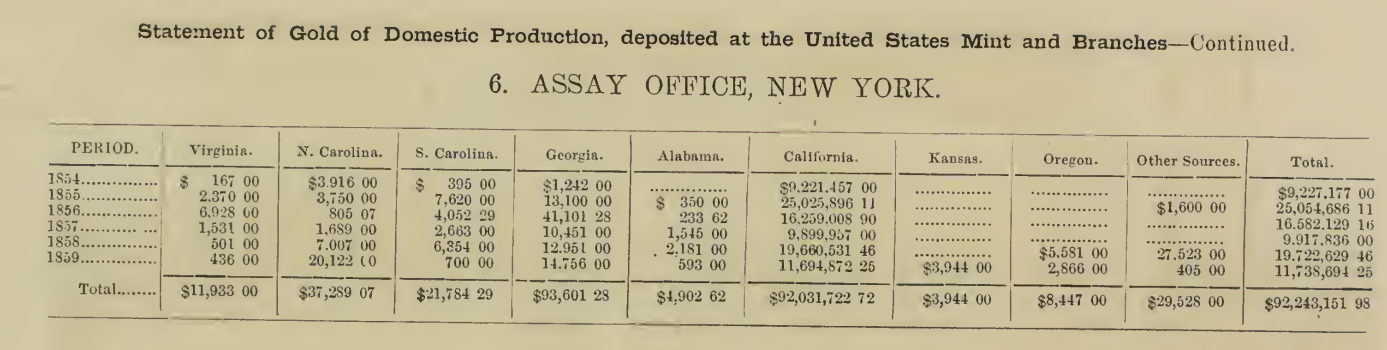 Statement of Gold of Domestic Production, deposited at the United States Mint and Branches—Continued.
6. ASSAY OFFICE, NEW YORK.
PERIOD. Virginia. N. Carolina. S. Carolina. Georgia. Alabama. California. Kansas. Oregon. Other Sources. Total.
1854.............. $ 167 00 $3.916 00 $ 395 00 $1,242 00 .............. $9.221.457 00 .............. .............. .............. $9,227.177 00
1855.............. 2.370 00 3,750 00 7,620 00 13,100 00 $ 350 00 25,025,896 11 .............. .............. $1,600 00 25,054,686 11
1856.............. 6.928 00 805 07 4,052 29 41,101 28 233 62 16.259.008 90 .............. .............. .............. 16.582.129 16
1857.............. 1,531 00 1,689 00 2,663 00 10,451 00 1,545 00 9,899,957 00 .............. .............. .............. 9.917.836 00
1858.............. 501 00 7.007 00 6,354 00 12.951 00 2,181 00 19,660,531 46 .............. $5.581 00 27.523 00 19.722,629 46
1859.............. 436 00 20,122 00 700 00 14.756 00 593 00 11,694,872 25 $3,944 00 2,866 00 405 00 11,738,694 25
Total........ $11,933 00 $37,289 07 $21,784 29 $93,601 28 $4,902 62 $92,031,722 72 $3,944 00 $8,447 00 $29,528 00 $92,243,151 98